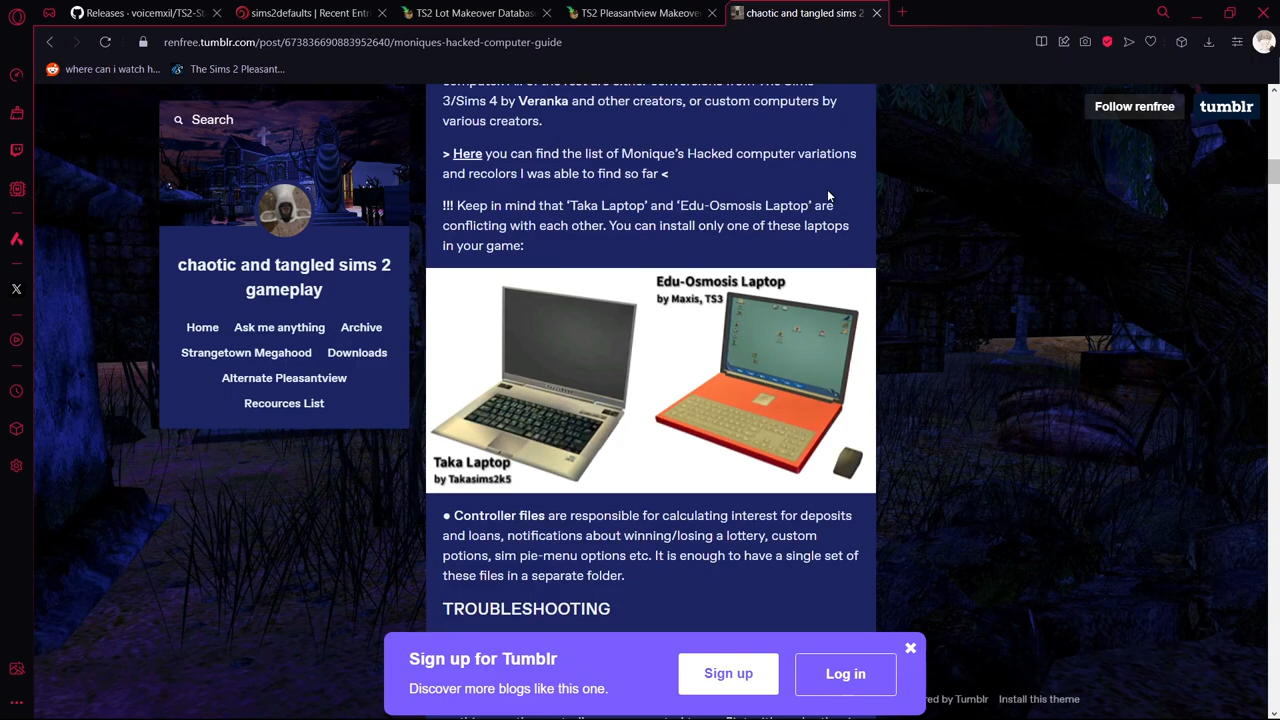 Releases · voicemxil/TS2-St
sims2defaults | Recent Ent
TS2 Lot Makeover Databas
TS2 Pleasantview Makeover
chaotic and tangled sims 2
renfree.tumblr.com/post/673836690883952640/moniques-hacked-computer-guide
where can i watch h...
The Sims 2 Pleasant...
Search
chaotic and tangled sims 2
gameplay
Home
Ask me anything
Archive
Strangetown Megahood
Downloads
Alternate Pleasantview
Recources List
3/Sims 4 by Veranka and other creators, or custom computers by
various creators.
> Here you can find the list of Monique's Hacked computer variations
and recolors I was able to find so far <
!!! Keep in mind that ‘Taka Laptop’ and ‘Edu-Osmosis Laptop’ are
conflicting with each other. You can install only one of these laptops
in your game:
Edu-Osmosis Laptop
by Maxis, TS3
Taka Laptop
by Takasims2k5
● Controller files are responsible for calculating interest for deposits
and loans, notifications about winning/losing a lottery, custom
potions, sim pie-menu options etc. It is enough to have a single set of
these files in a separate folder.
TROUBLESHOOTING
Follow renfree
tumblr
Sign up for Tumblr
Discover more blogs like this one.
Sign up
Log in
ed by Tumblr
Install this theme